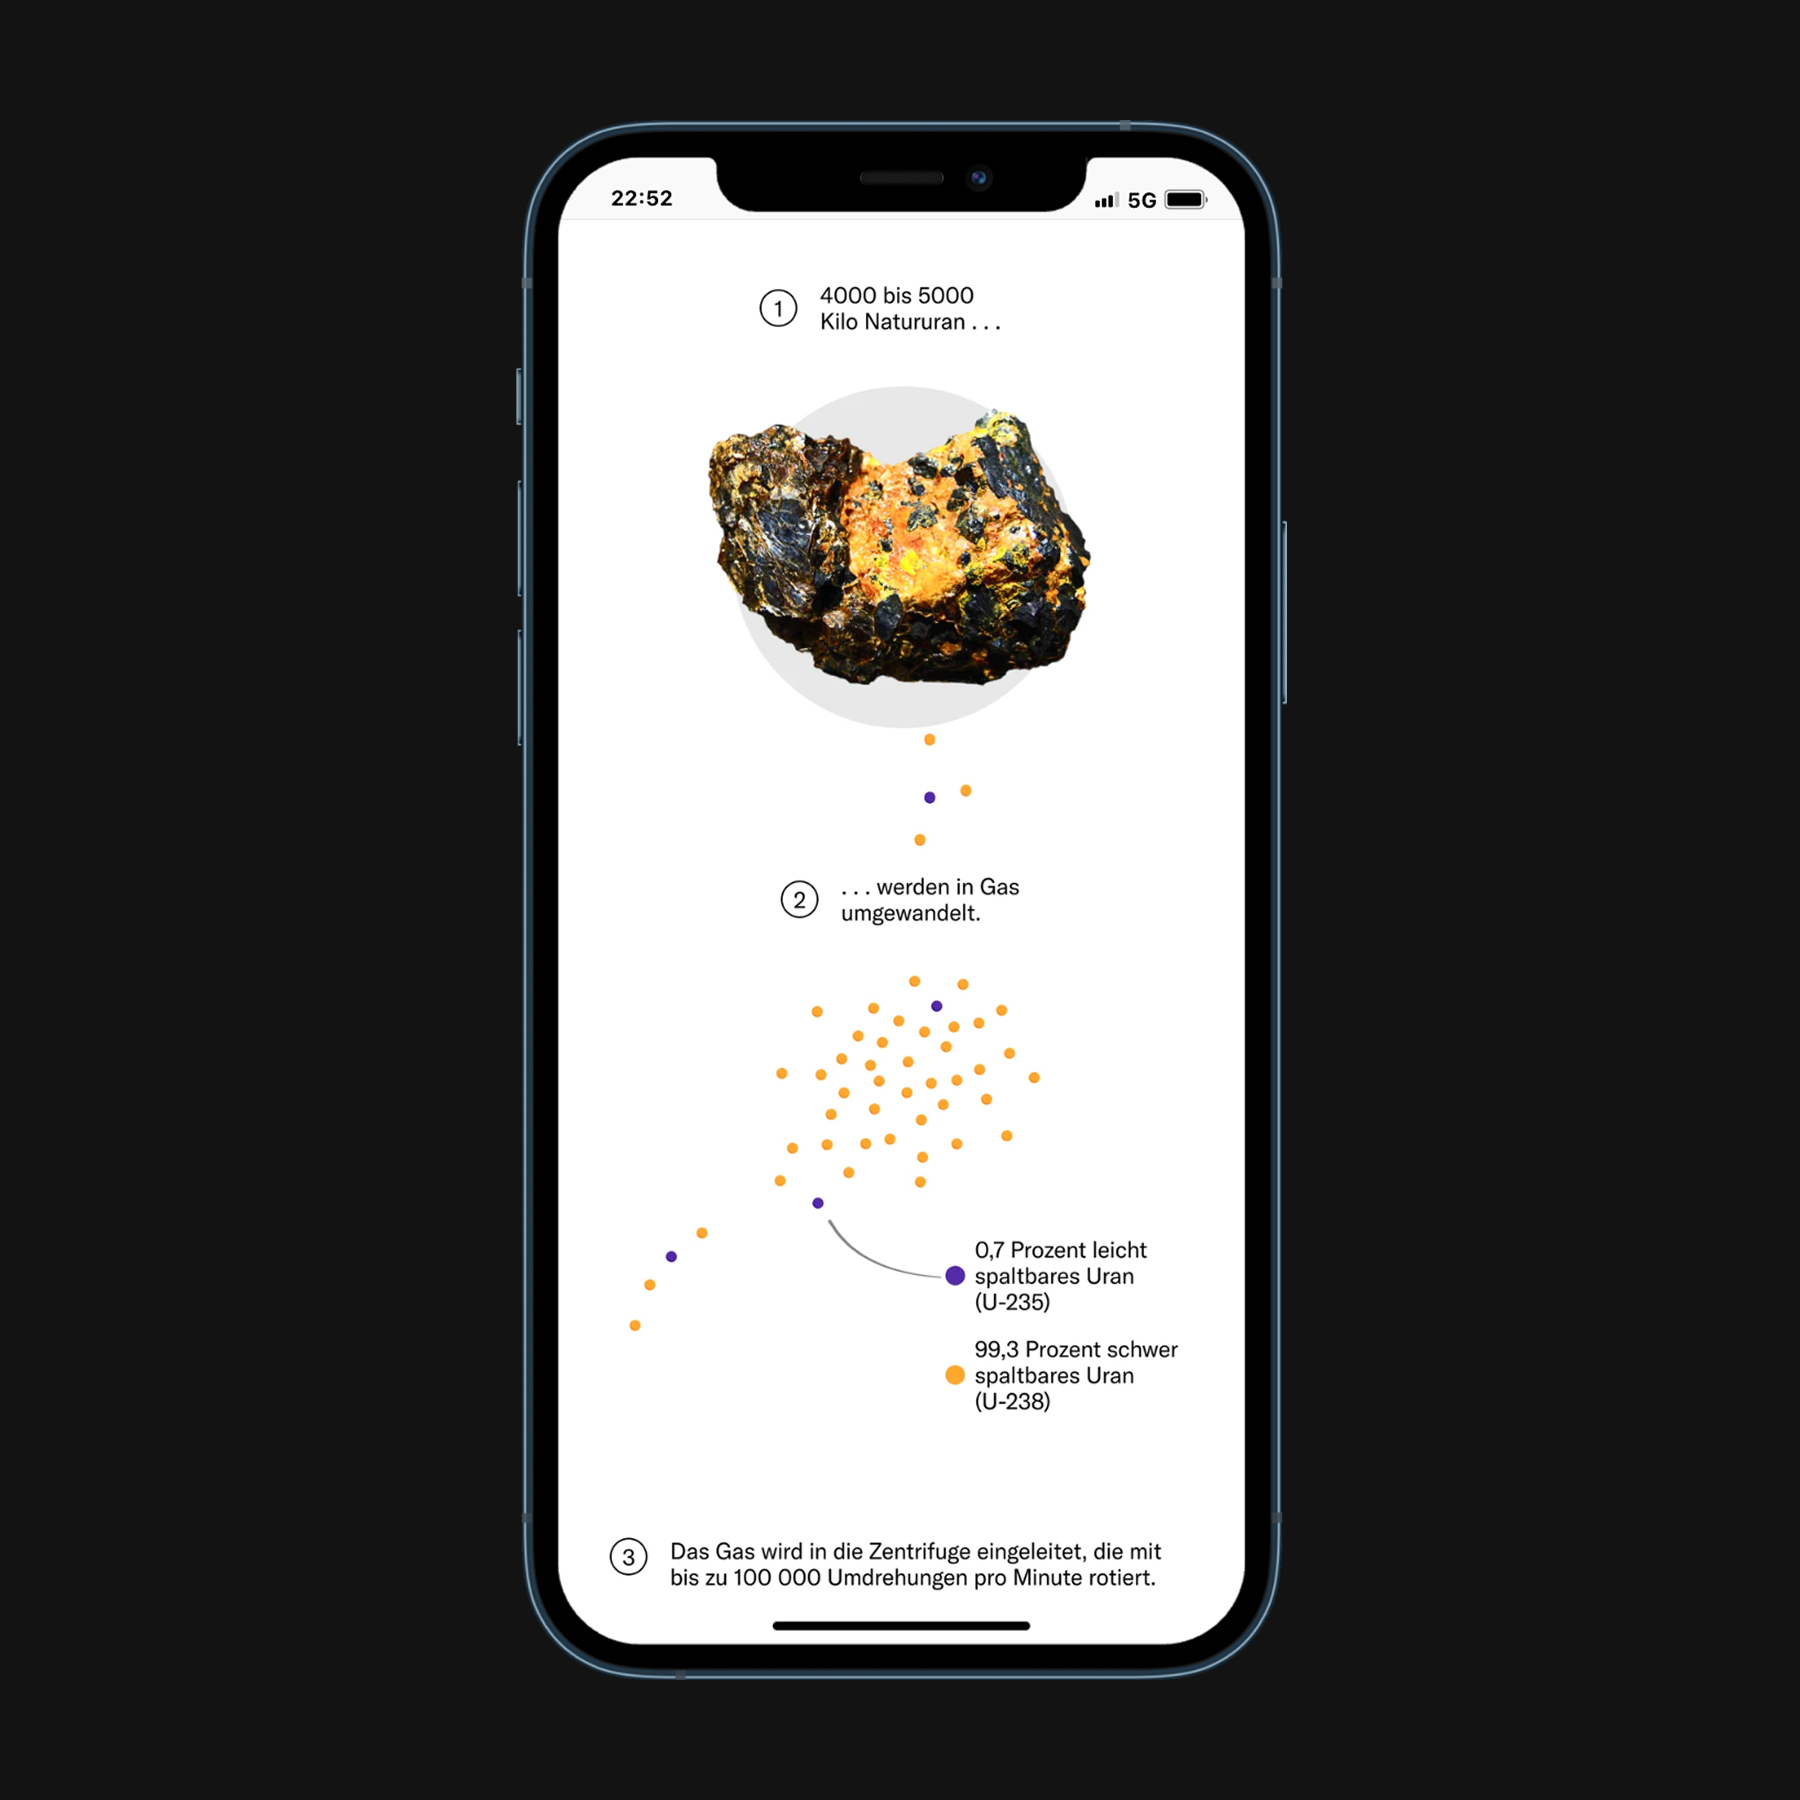 22:52
5G
1
4000 bis 5000
Kilo Natururan . . .
2
. . . werden in Gas
umgewandelt.
0,7 Prozent leicht
spaltbares Uran
(U-235)
99,3 Prozent schwer
spaltbares Uran
(U-238)
3
Das Gas wird in die Zentrifuge eingeleitet, die mit
bis zu 100 000 Umdrehungen pro Minute rotiert.